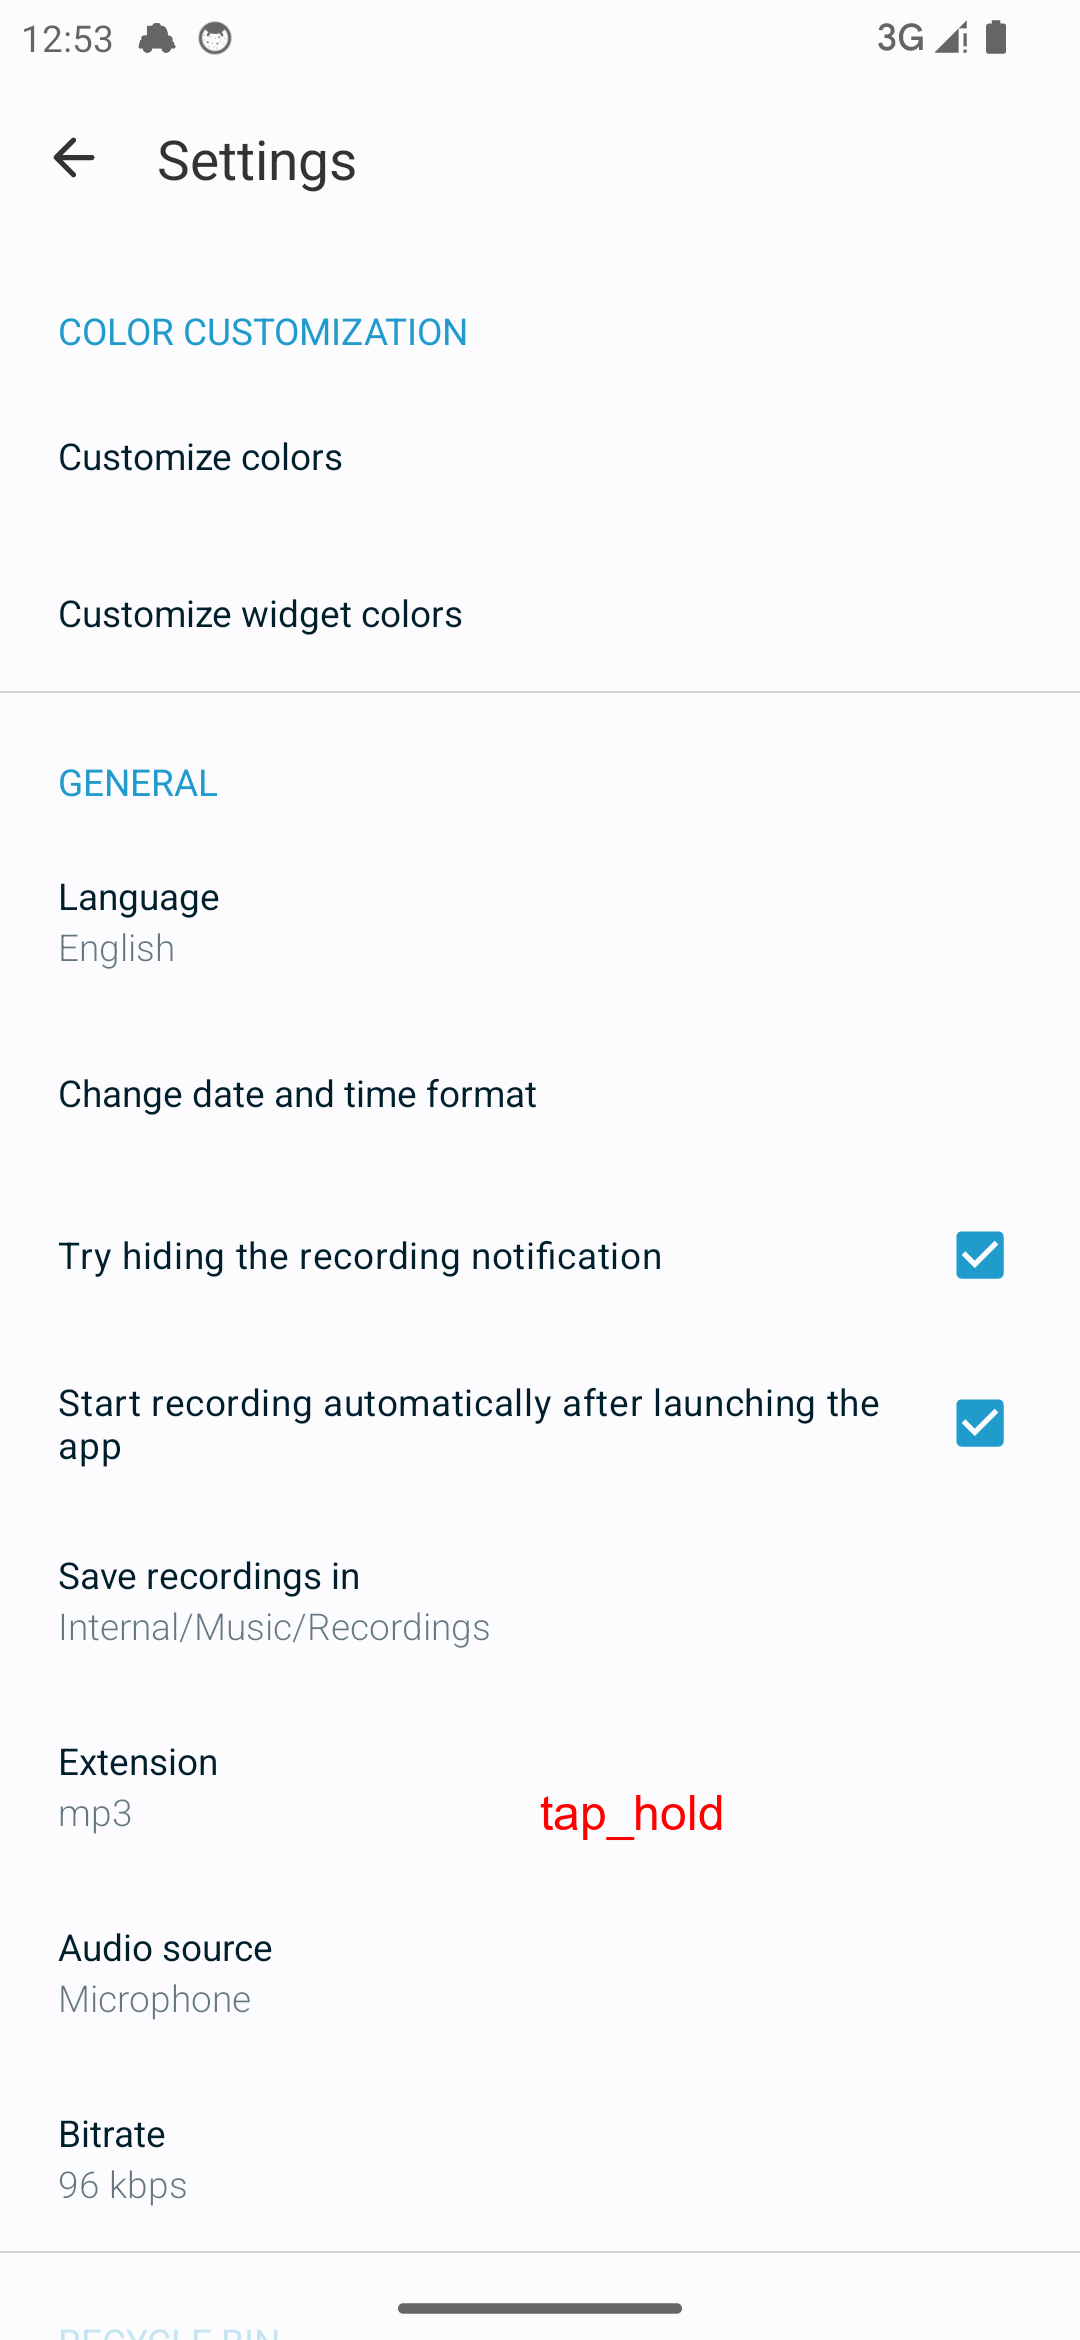 12:53
3G
Settings
COLOR CUSTOMIZATION
Customize colors
Customize widget colors
GENERAL
Language
English
Change date and time format
Try hiding the recording notification
Start recording automatically after launching the
app
Save recordings in
Internal/Music/Recordings
Extension
mp3
tap_hold
Audio source
Microphone
Bitrate
96 kbps
RECYCLE BIN